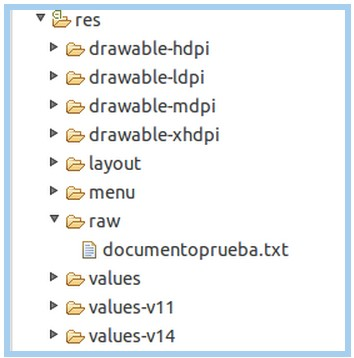 res
drawable-hdpi
drawable-ldpi
drawable-mdpi
drawable-xhdpi
layout
menu
raw
documentoprueba.txt
values
values-v11
values-v14